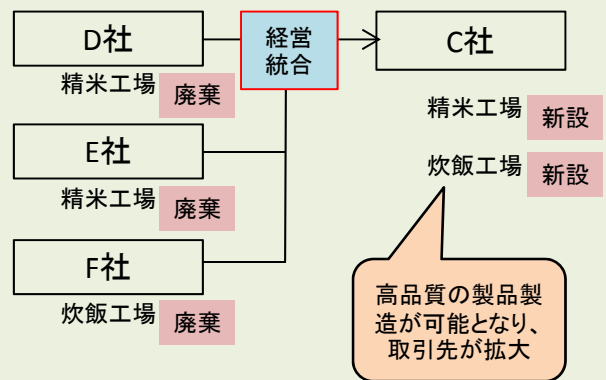 D社
精米工場 廃棄
E社
精米工場 廃棄
F社
炊飯工場 廃棄
経営
統合
C社
精米工場 新設
炊飯工場 新設
高品質の製品製
造が可能となり、
取引先が拡大